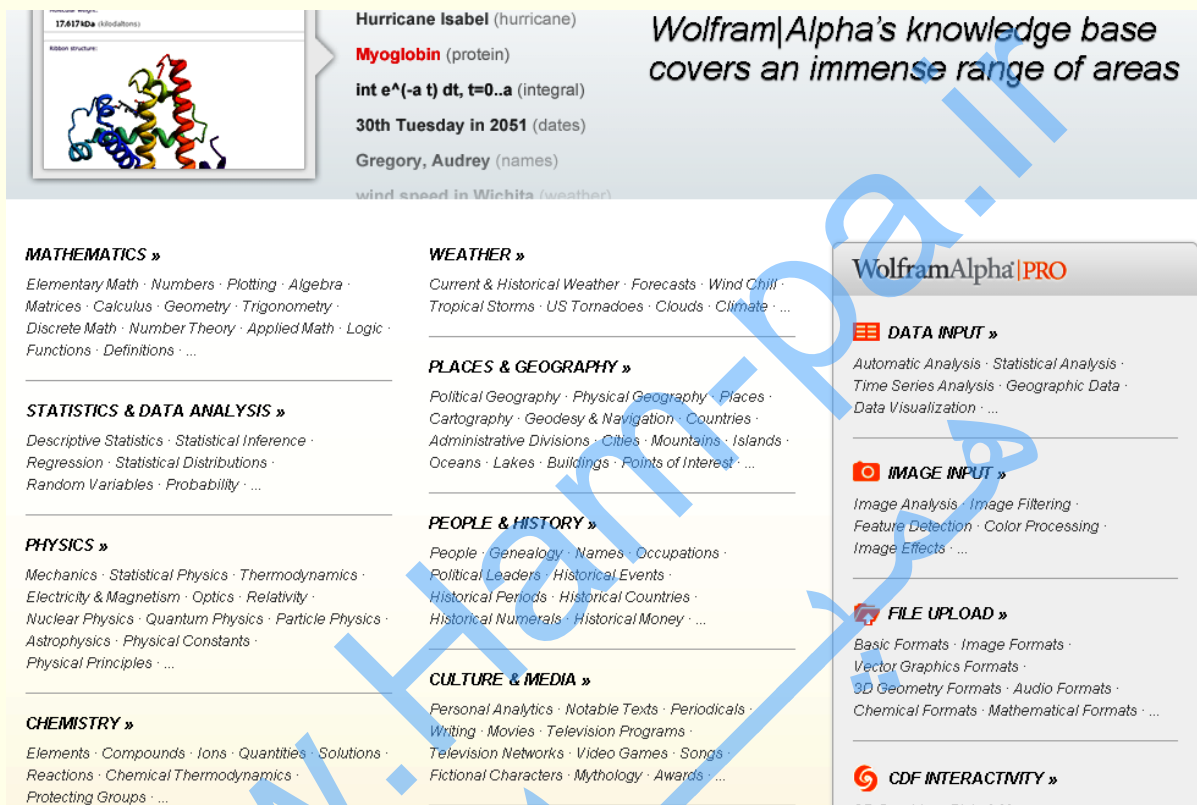 17.617 kDa (kilodaltons)
Ribbon structure:
Hurricane Isabel (hurricane)
Myoglobin (protein)
int e^(-a t) dt, t=0..a (integral)
30th Tuesday in 2051 (dates)
Gregory, Audrey (names)
wind speed in Wichita (weather)
Wolfram|Alpha's knowledge base
covers an immense range of areas
MATHEMATICS »
Elementary Math · Numbers · Plotting · Algebra ·
Matrices · Calculus · Geometry · Trigonometry ·
Discrete Math · Number Theory · Applied Math · Logic ·
Functions · Definitions · ...
STATISTICS & DATA ANALYSIS »
Descriptive Statistics · Statistical Inference ·
Regression · Statistical Distributions ·
Random Variables · Probability · ...
PHYSICS »
Mechanics · Statistical Physics · Thermodynamics ·
Electricity & Magnetism · Optics · Relativity ·
Nuclear Physics · Quantum Physics · Particle Physics ·
Astrophysics · Physical Constants ·
Physical Principles · ...
CHEMISTRY »
Elements · Compounds · Ions · Quantities · Solutions ·
Reactions · Chemical Thermodynamics ·
Protecting Groups · ...
WEATHER »
Current & Historical Weather · Forecasts · Wind Chill ·
Tropical Storms · US Tornadoes · Clouds · Climate · ...
PLACES & GEOGRAPHY »
Political Geography · Physical Geography · Places ·
Cartography · Geodesy & Navigation · Countries ·
Administrative Divisions · Cities · Mountains · Islands ·
Oceans · Lakes · Buildings · Points of Interest · ...
PEOPLE & HISTORY »
People · Genealogy · Names · Occupations ·
Political Leaders · Historical Events ·
Historical Periods · Historical Countries ·
Historical Numerals · Historical Money · ...
CULTURE & MEDIA »
Personal Analytics · Notable Texts · Periodicals ·
Writing · Movies · Television Programs ·
Television Networks · Video Games · Songs ·
Fictional Characters · Mythology · Awards · ...
WolframAlpha|PRO
DATA INPUT »
Automatic Analysis · Statistical Analysis ·
Time Series Analysis · Geographic Data ·
Data Visualization · ...
IMAGE INPUT »
Image Analysis · Image Filtering ·
Feature Detection · Color Processing ·
Image Effects · ...
FILE UPLOAD »
Basic Formats · Image Formats ·
Vector Graphics Formats ·
3D Geometry Formats · Audio Formats ·
Chemical Formats · Mathematical Formats · ...
CDF INTERACTIVITY »
w.Ham-pa.ir